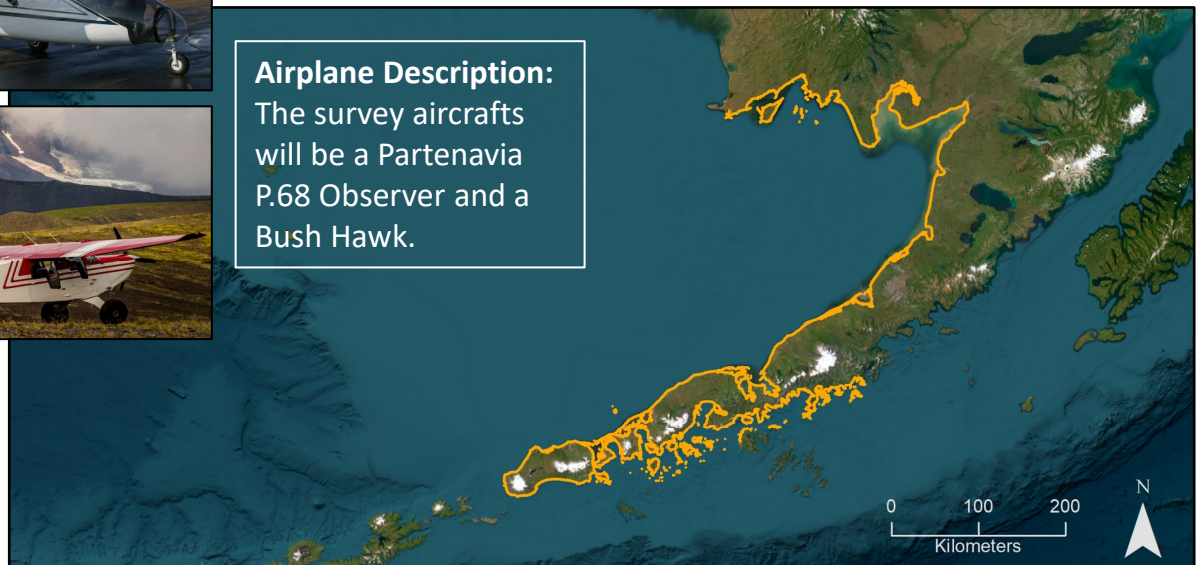 Airplane Description:
The survey aircrafts
will be a Partenavia
P.68 Observer and a
Bush Hawk.
N
0 100 200
Kilometers